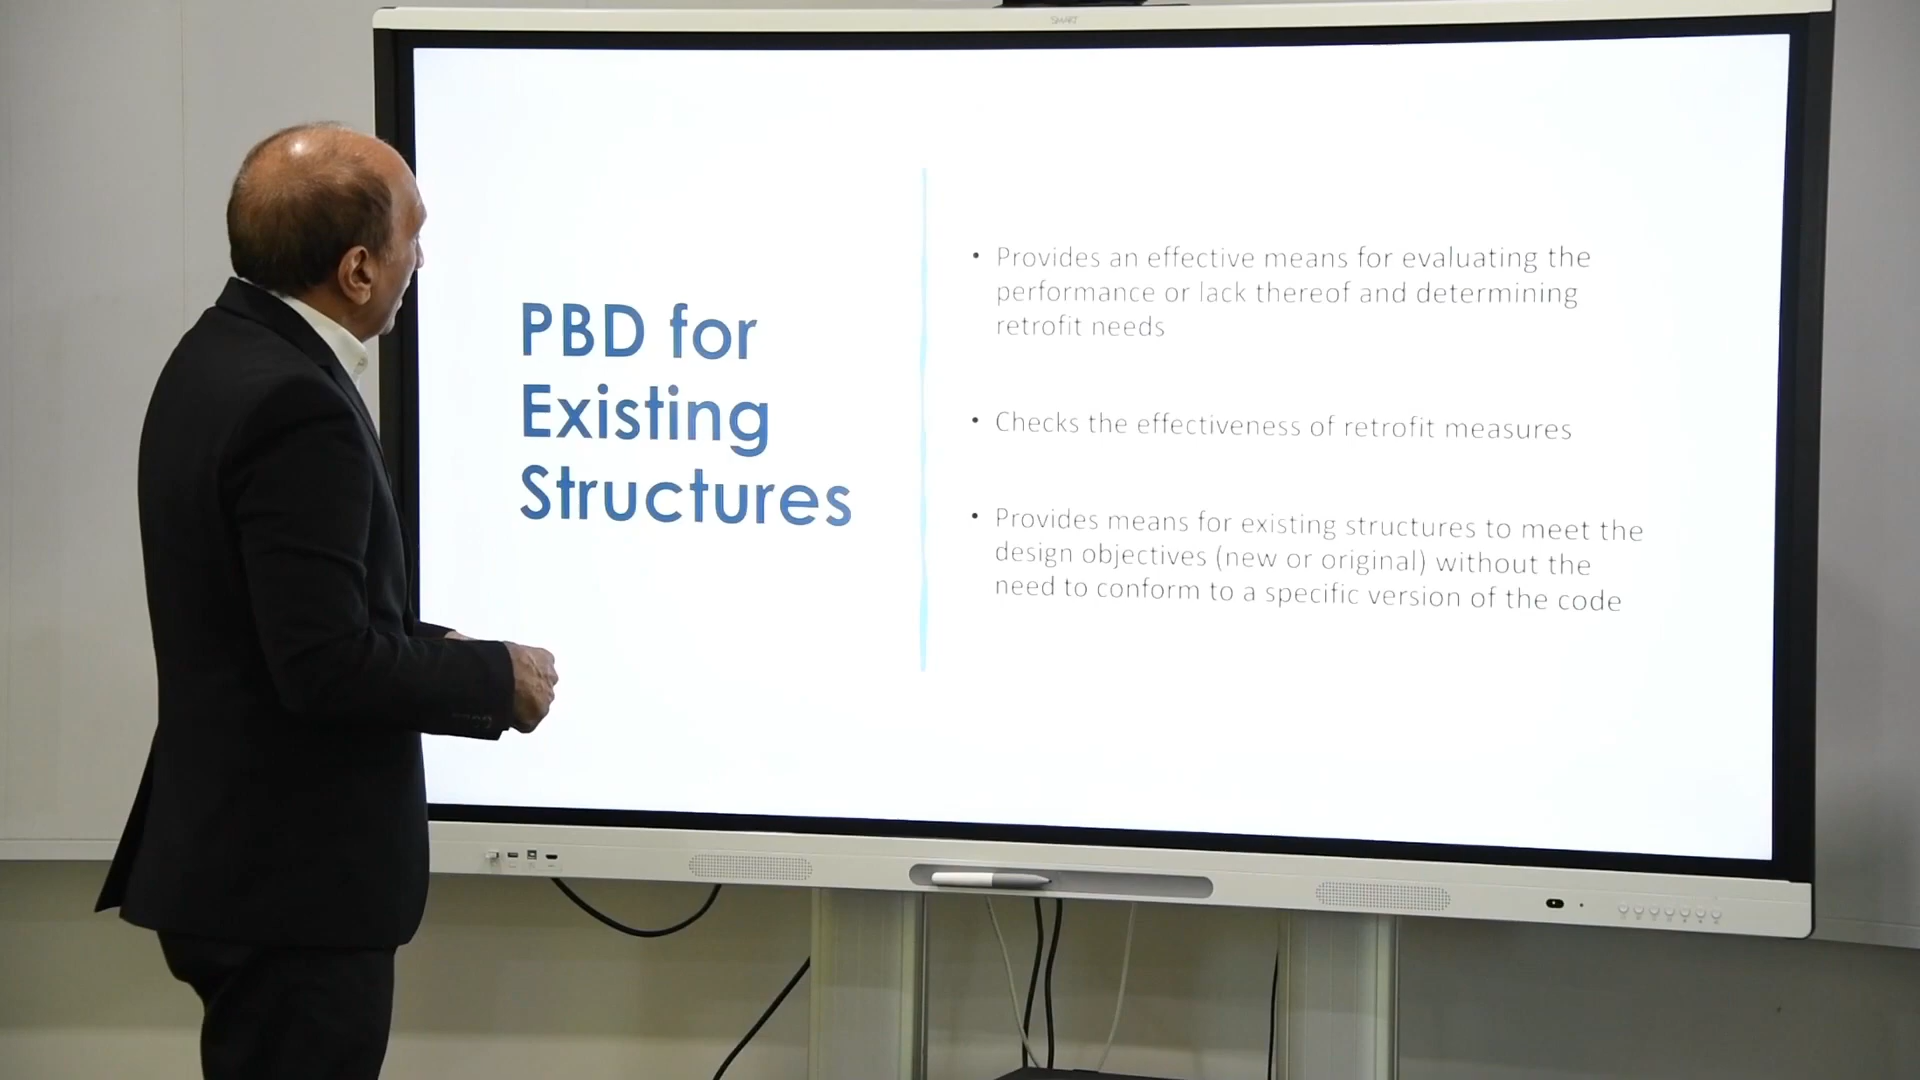 SMART
PBD for
Existing
Structures
• Provides an effective means for evaluating the
performance or lack thereof and determining
retrofit needs
• Checks the effectiveness of retrofit measures
• Provides means for existing structures to meet the
design objectives (new or original) without the
need to conform to a specific version of the code